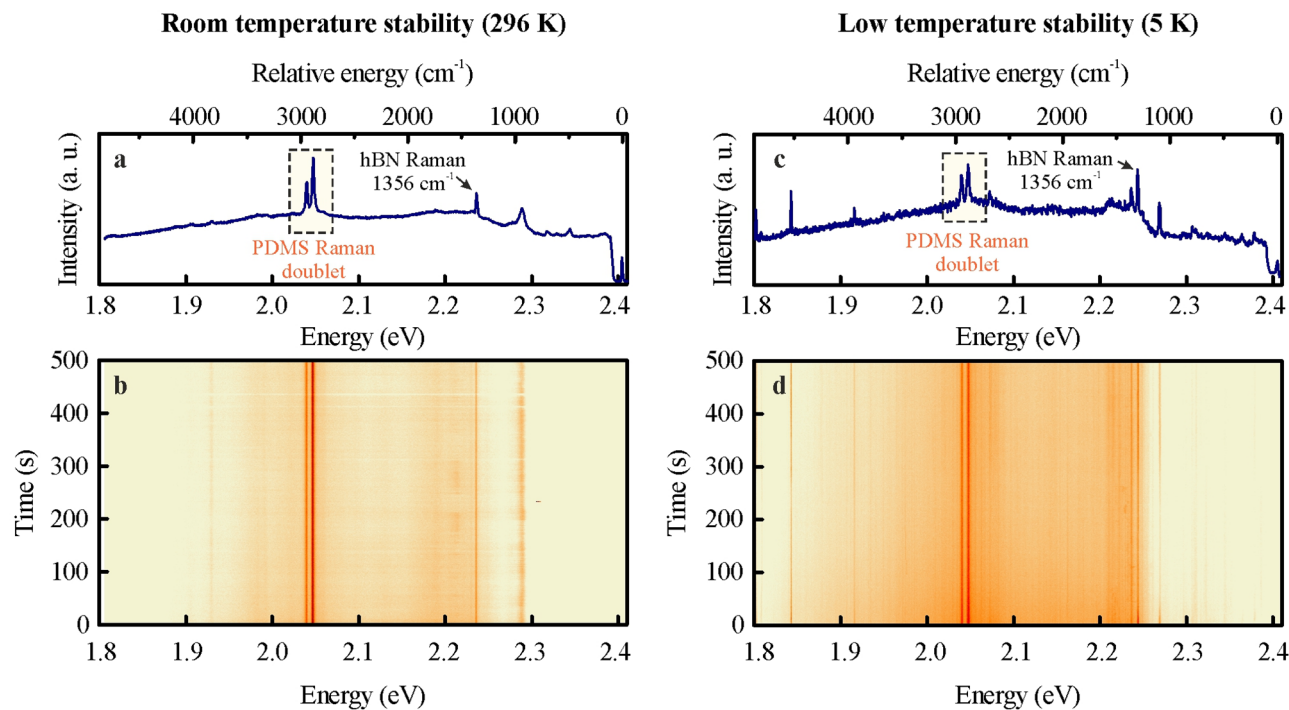 Room temperature stability (296 K)
Relative energy (cm⁻¹)
4000 3000 2000 1000 0
a
hBN Raman
1356 cm⁻¹
PDMS Raman
doublet
Intensity (a. u.)
1.8 1.9 2.0 2.1 2.2 2.3 2.4
Energy (eV)
b
500
400
300
200
100
0
Time (s)
1.8 1.9 2.0 2.1 2.2 2.3 2.4
Energy (eV)
Low temperature stability (5 K)
Relative energy (cm⁻¹)
4000 3000 2000 1000 0
c
hBN Raman
1356 cm⁻¹
PDMS Raman
doublet
Intensity (a. u.)
1.8 1.9 2.0 2.1 2.2 2.3 2.4
Energy (eV)
d
500
400
300
200
100
0
Time (s)
1.8 1.9 2.0 2.1 2.2 2.3 2.4
Energy (eV)